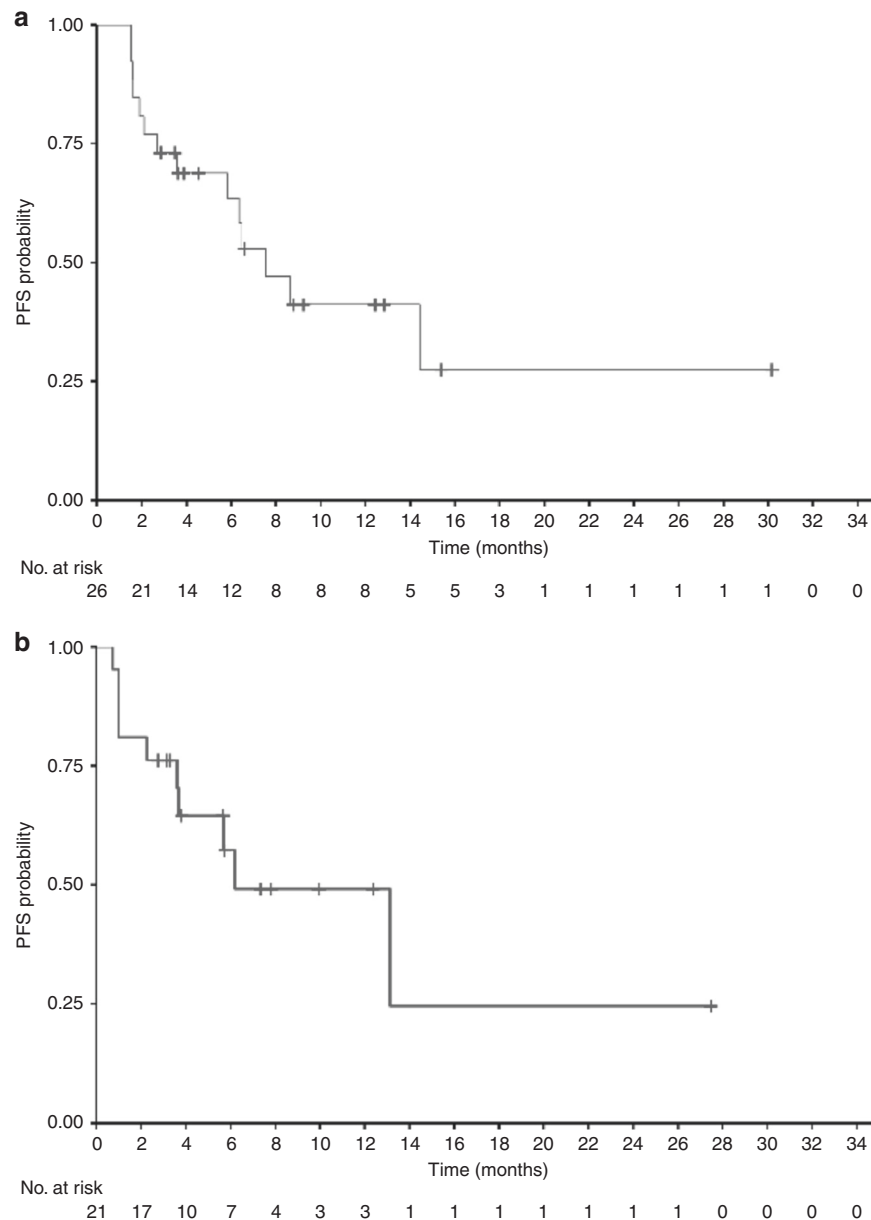 a
1.00
0.75
0.50
0.25
0.00
PFS probability
0 2 4 6 8 10 12 14 16 18 20 22 24 26 28 30 32 34
Time (months)
No. at risk
26 21 14 12 8 8 8 5 5 3 1 1 1 1 1 1 0 0
b
1.00
0.75
0.50
0.25
0.00
PFS probability
0 2 4 6 8 10 12 14 16 18 20 22 24 26 28 30 32 34
Time (months)
No. at risk
21 17 10 7 4 3 3 1 1 1 1 1 1 1 0 0 0 0